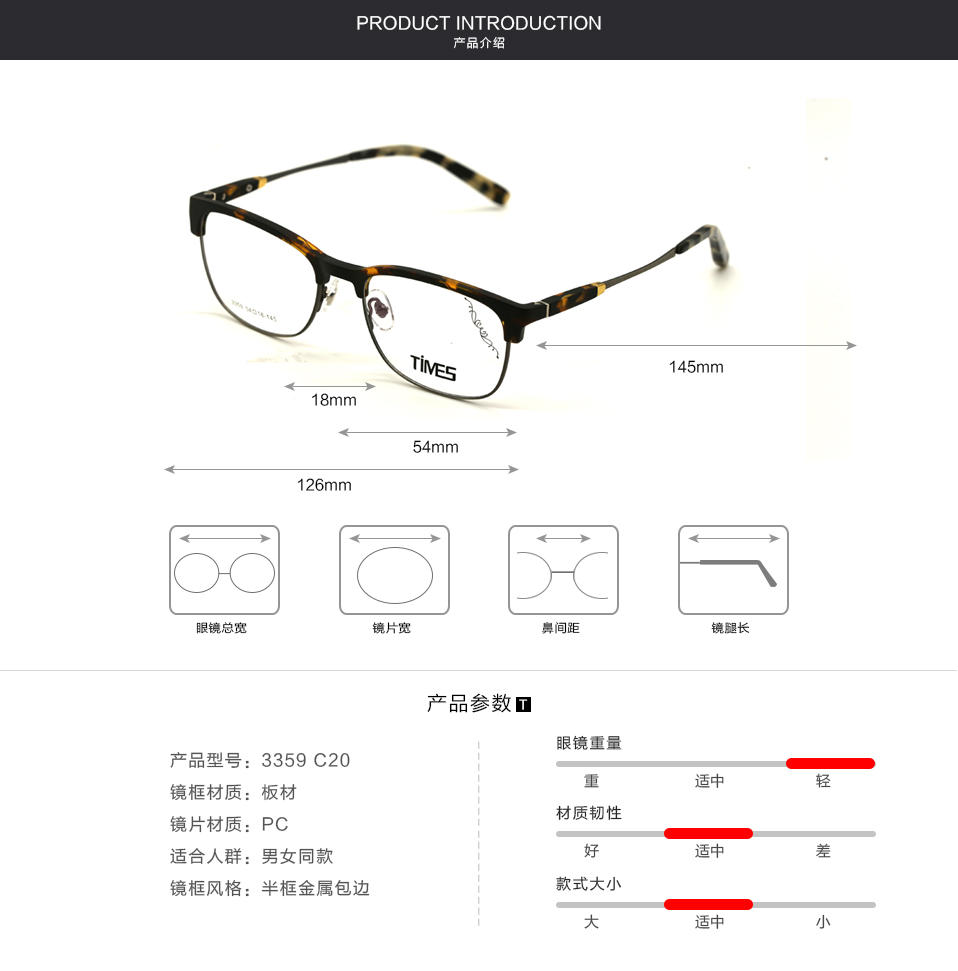 PRODUCT INTRODUCTION
产品介绍
3359 54□18-145
TIMES
145mm
18mm
54mm
126mm
眼镜总宽
镜片宽
鼻间距
镜腿长
产品参数 T
产品型号：3359 C20
镜框材质：板材
镜片材质：PC
适合人群：男女同款
镜框风格：半框金属包边
眼镜重量
重 适中 轻
材质韧性
好 适中 差
款式大小
大 适中 小